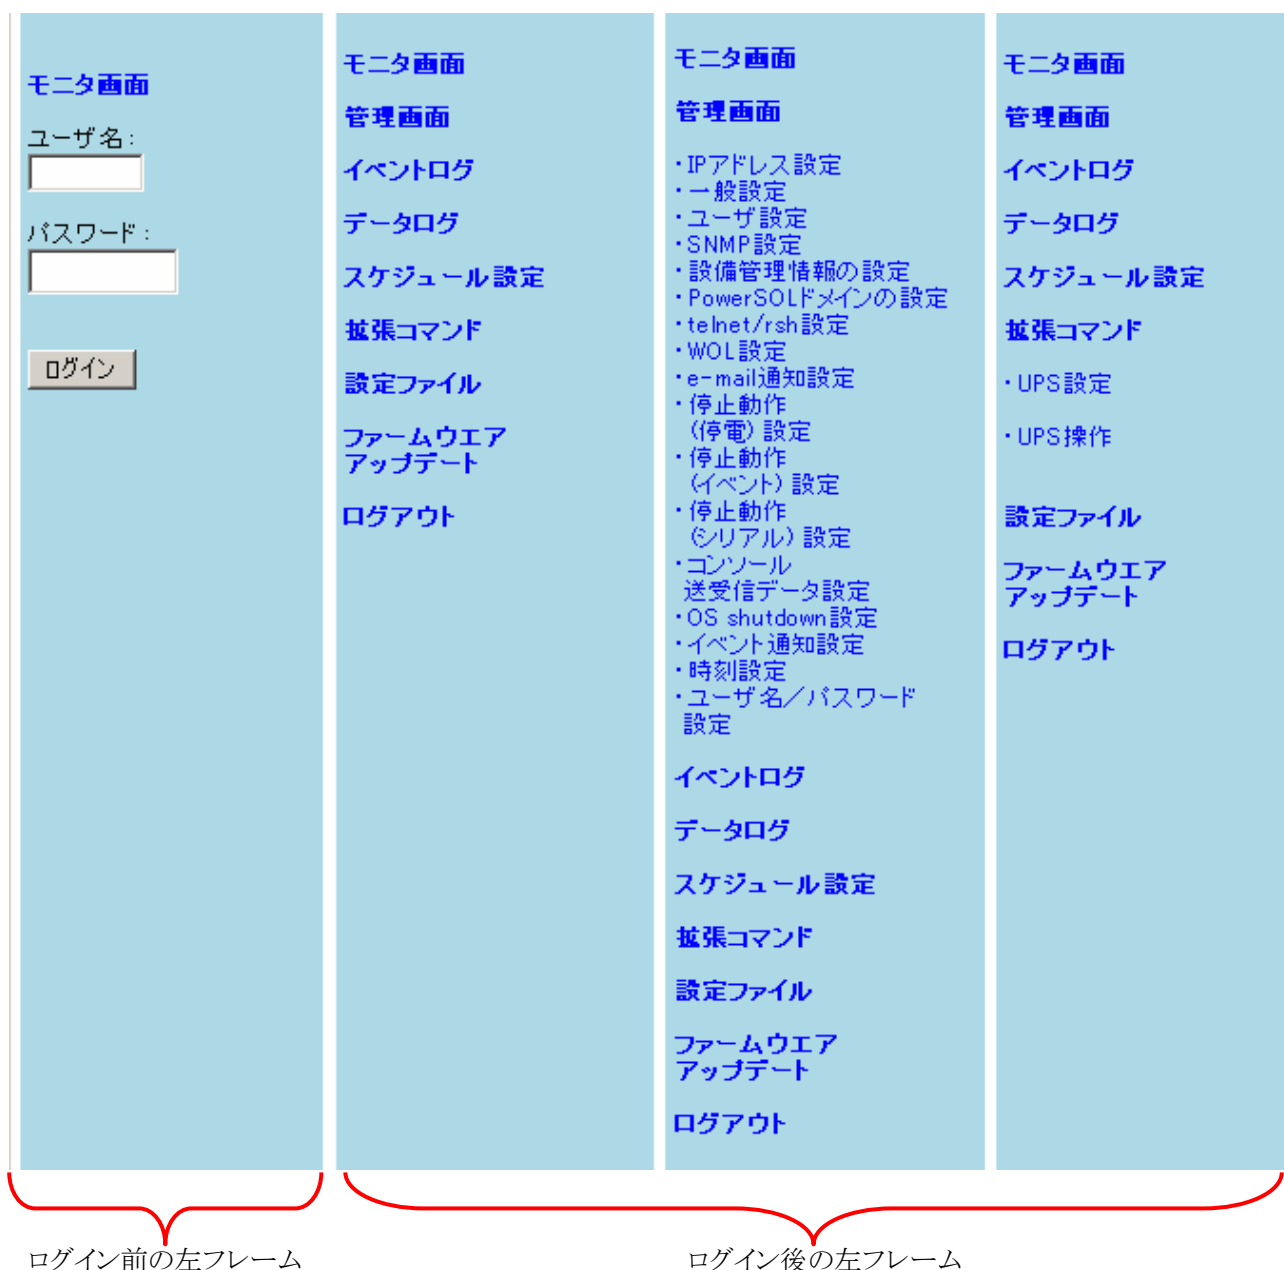 モニタ画面
ユーザ名:
パスワード:
ログイン
モニタ画面
管理画面
イベントログ
データログ
スケジュール設定
拡張コマンド
設定ファイル
ファームウエア
アップデート
ログアウト
モニタ画面
管理画面
・IPアドレス設定
・一般設定
・ユーザ設定
・SNMP設定
・設備管理情報の設定
・PowerSOLドメインの設定
・telnet/rsh設定
・WOL設定
・e-mail通知設定
・停止動作
(停電)設定
・停止動作
(イベント)設定
・停止動作
(シリアル)設定
・コンソール
送受信データ設定
・OS shutdown設定
・イベント通知設定
・時刻設定
・ユーザ名/パスワード
設定
イベントログ
データログ
スケジュール設定
拡張コマンド
設定ファイル
ファームウエア
アップデート
ログアウト
モニタ画面
管理画面
イベントログ
データログ
スケジュール設定
拡張コマンド
・UPS設定
・UPS操作
設定ファイル
ファームウエア
アップデート
ログアウト
ログイン前の左フレーム
ログイン後の左フレーム